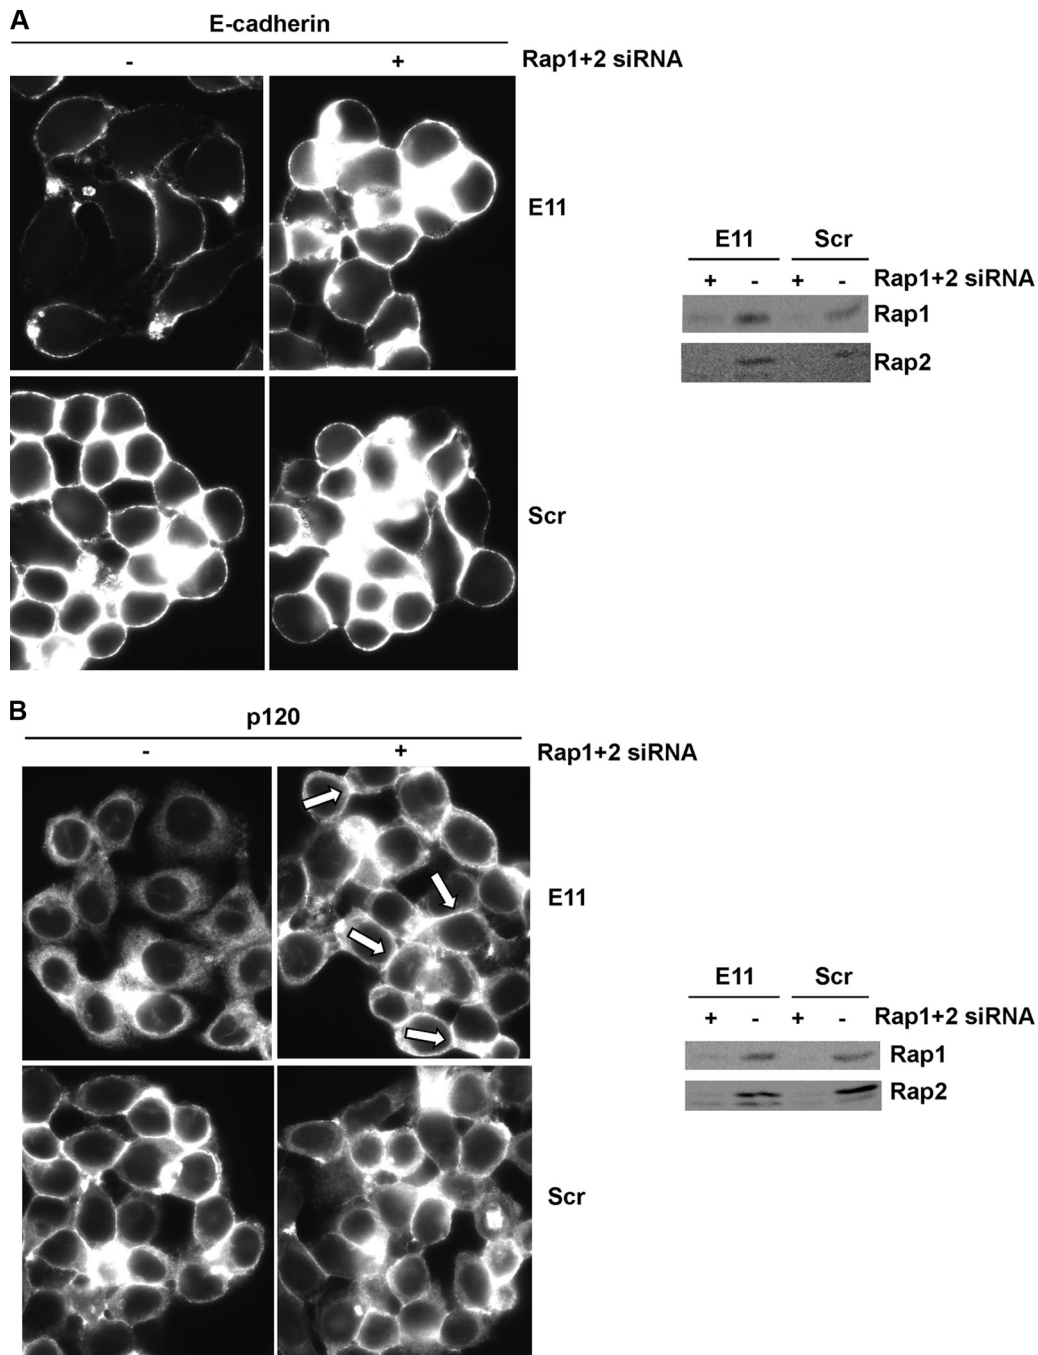 A
E-cadherin
- + Rap1+2 siRNA
E11
Scr
E11 Scr
+ - + - Rap1+2 siRNA
Rap1
Rap2
B
p120
- + Rap1+2 siRNA
E11
Scr
E11 Scr
+ - + - Rap1+2 siRNA
Rap1
Rap2